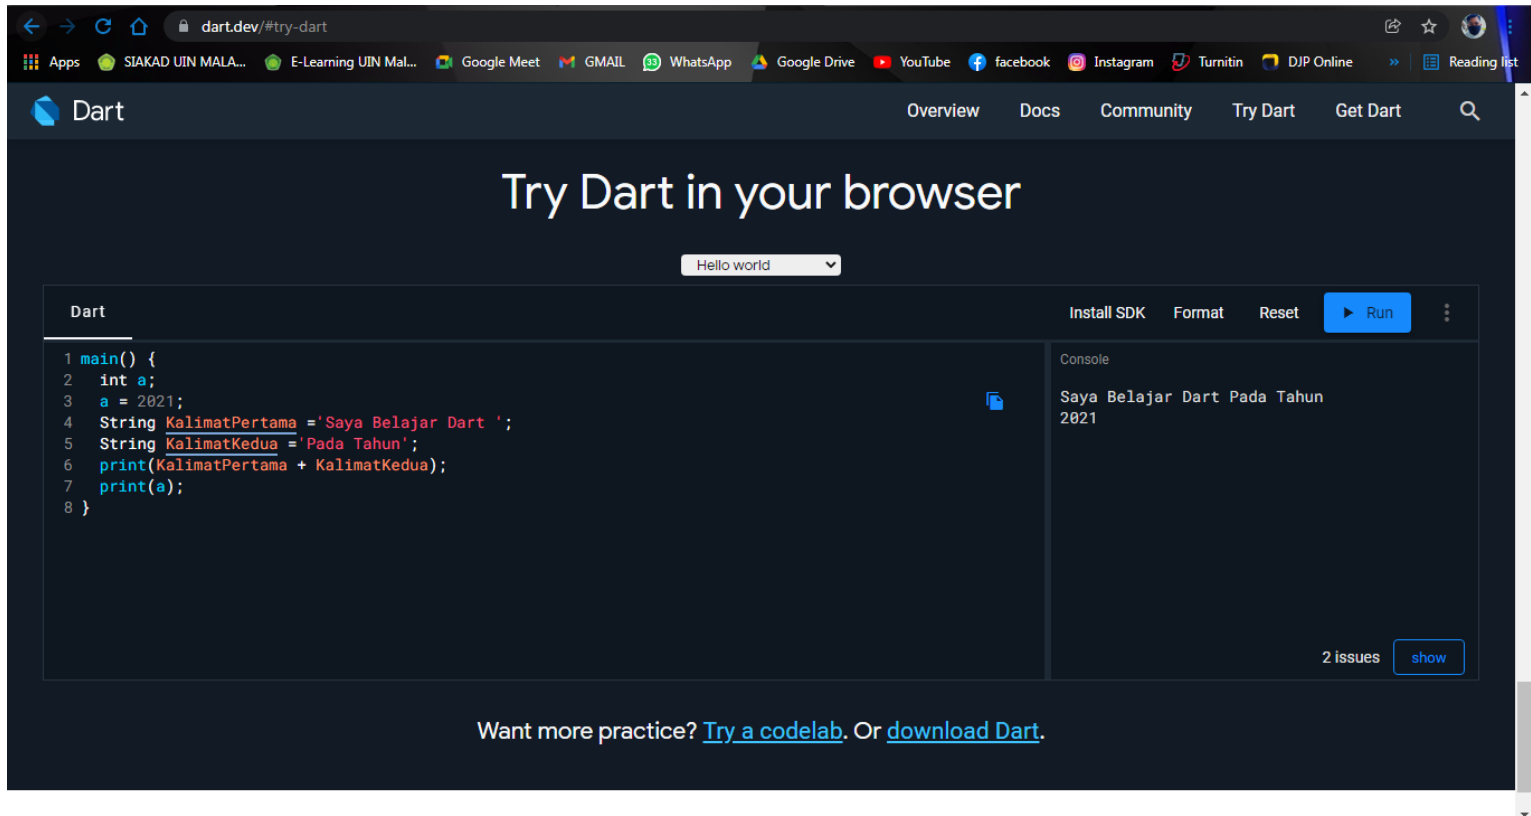 dart.dev/#try-dart
Apps SIAKAD UIN MALA... E-Learning UIN Mal... Google Meet GMAIL 33 WhatsApp Google Drive YouTube facebook Instagram Turnitin DJP Online » Reading list
Dart Overview Docs Community Try Dart Get Dart
Try Dart in your browser
Hello world
Dart Install SDK Format Reset Run
1 main() {
2 int a;
3 a = 2021;
4 String KalimatPertama ='Saya Belajar Dart ';
5 String KalimatKedua ='Pada Tahun';
6 print(KalimatPertama + KalimatKedua);
7 print(a);
8 }
Console
Saya Belajar Dart Pada Tahun
2021
2 issues show
Want more practice? Try a codelab. Or download Dart.